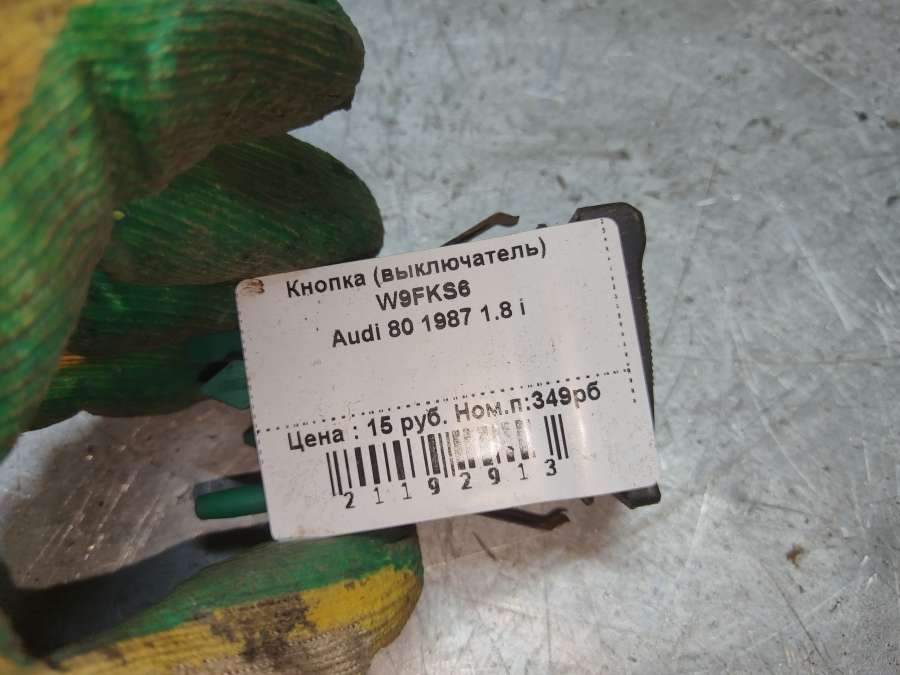 Кнопка (выключатель)
W9FKS6
Audi 80 1987 1.8 i
Цена : 15 руб. Ном.п:349рб
21192913